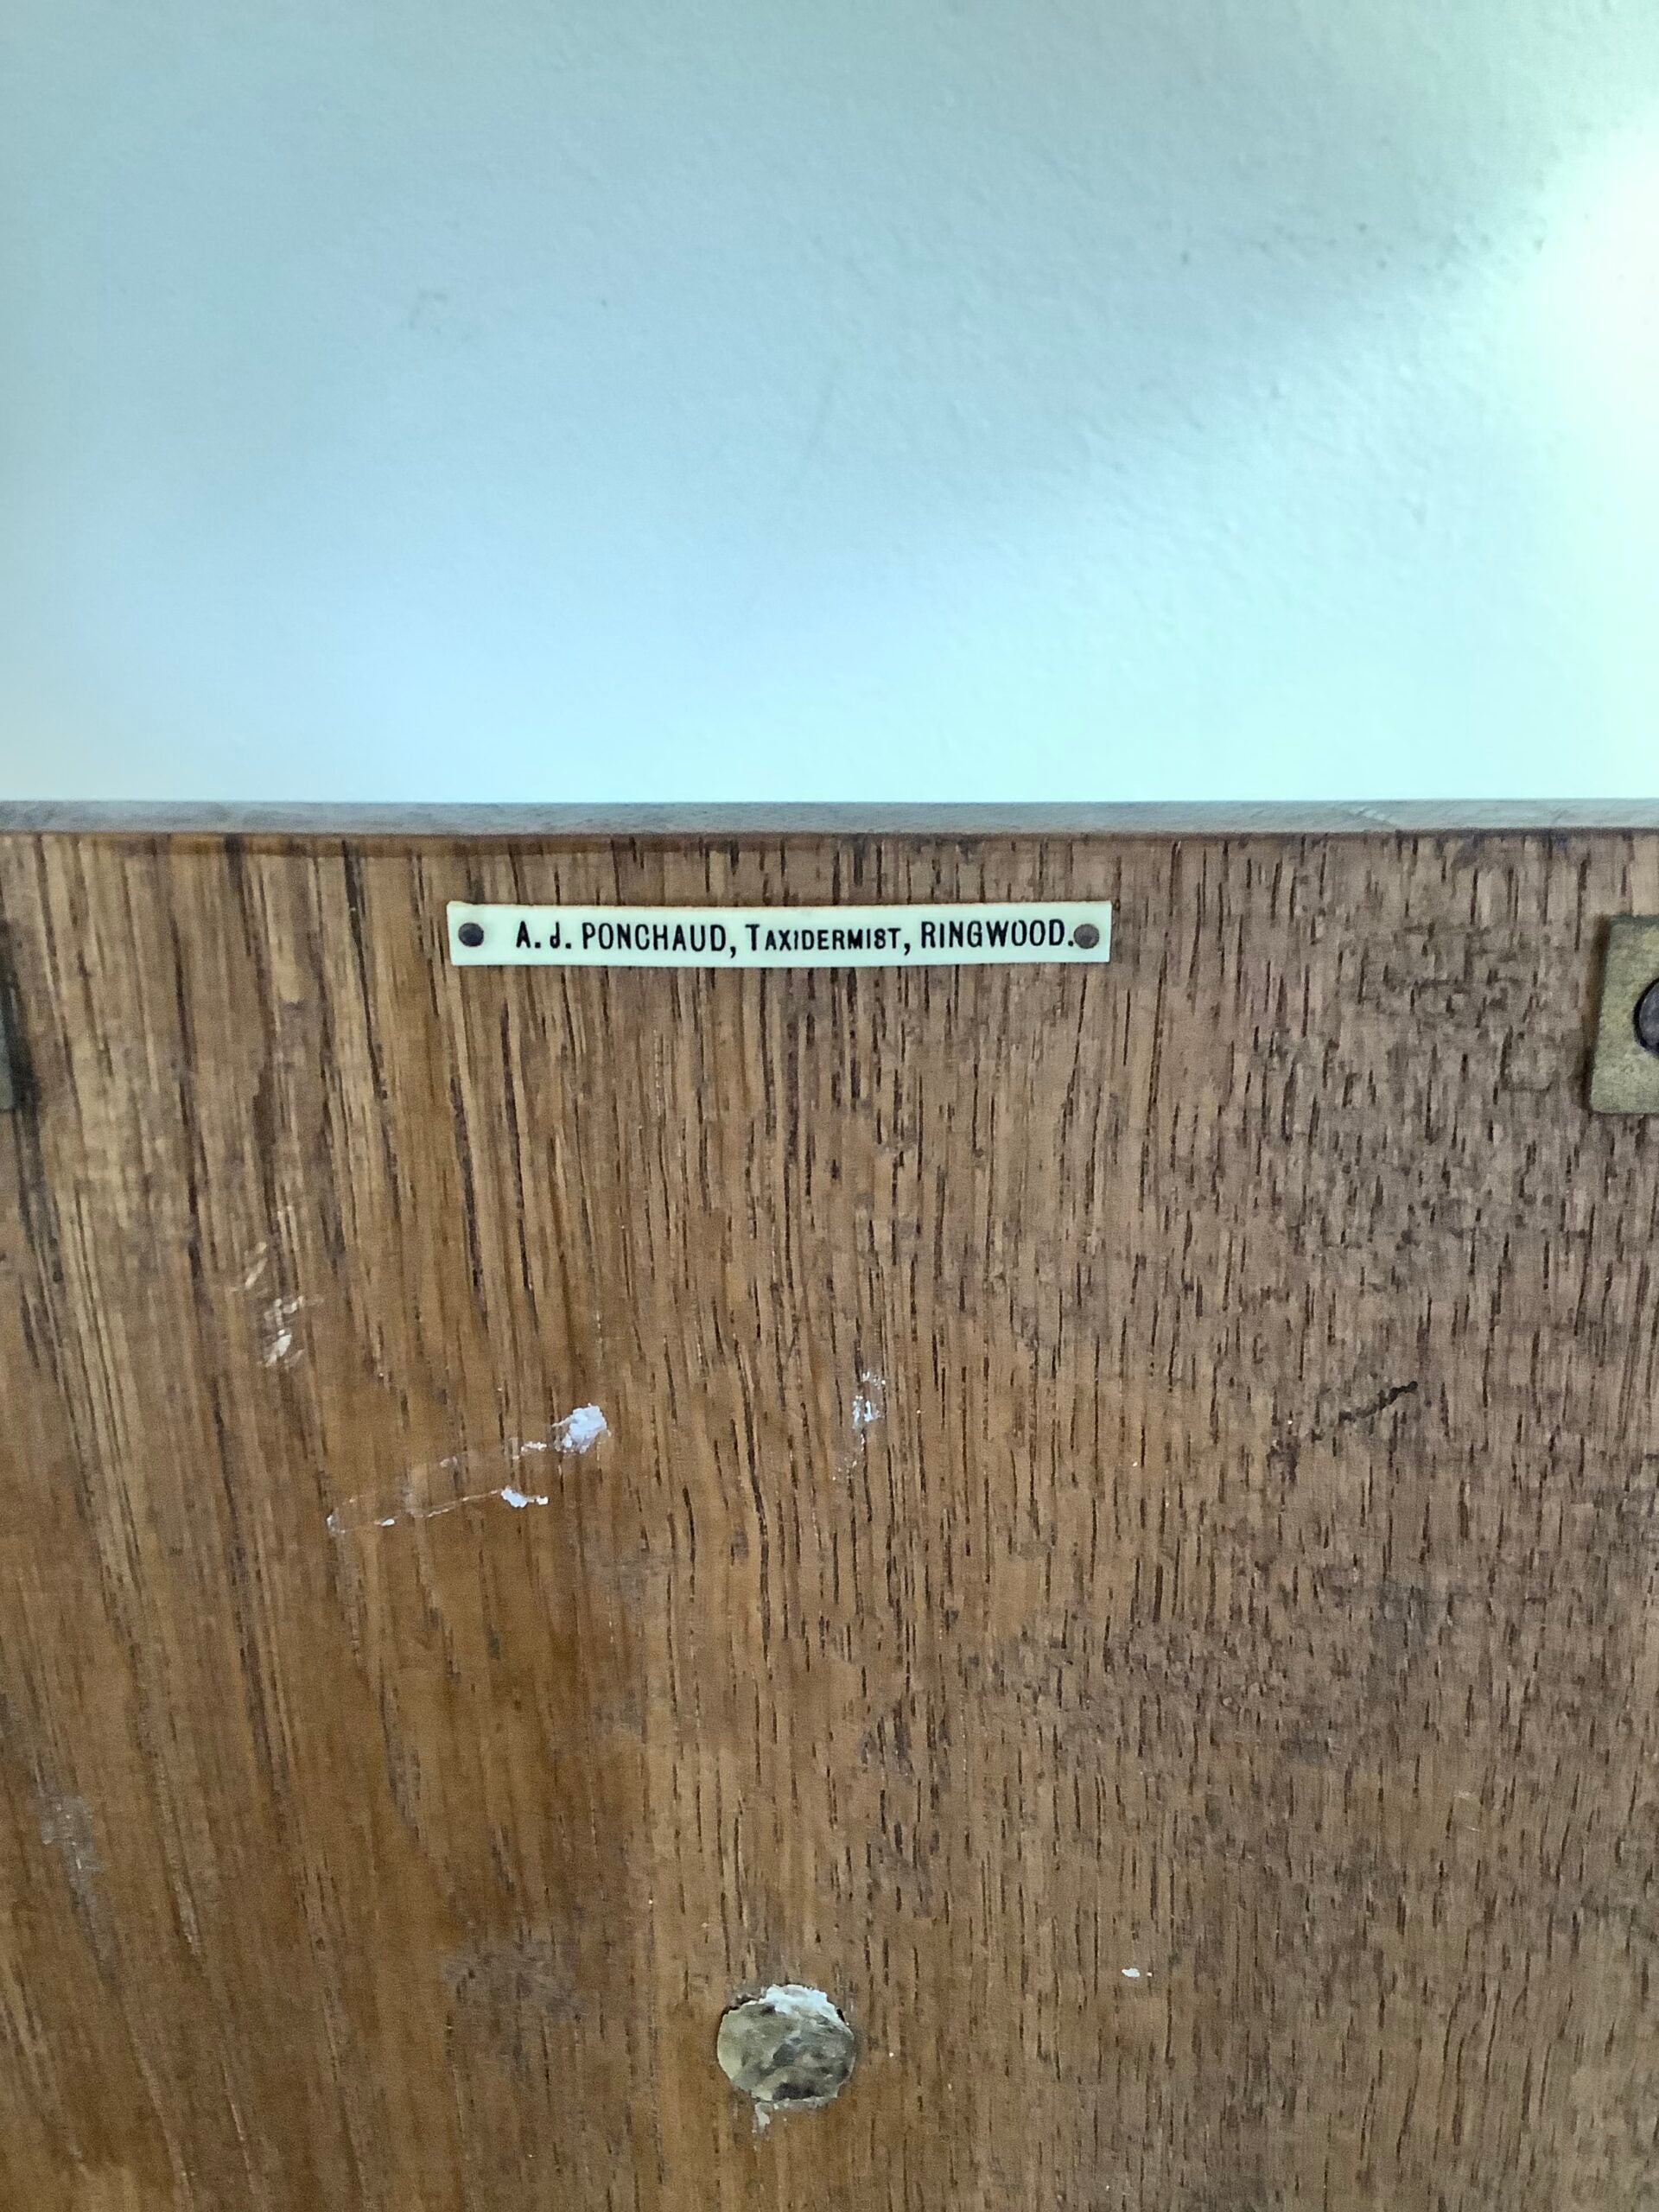 A. J. PONCHAUD, TAXIDERMIST, RINGWOOD.